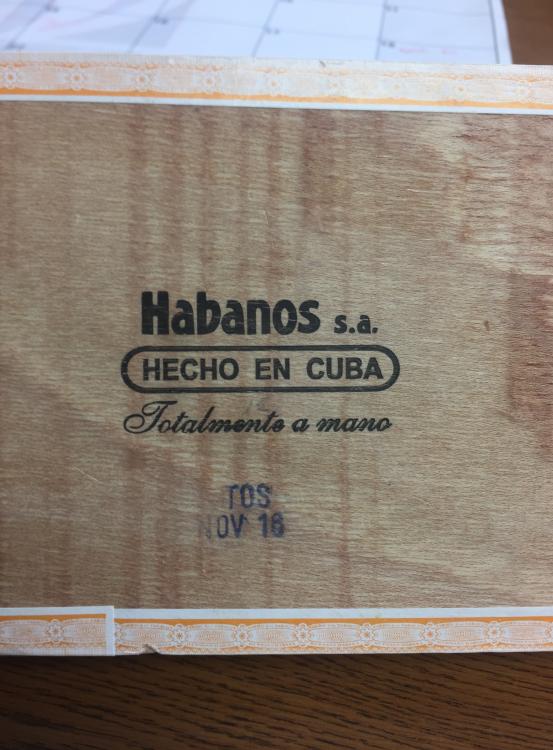 Habanos s.a.
HECHO EN CUBA
Totalmente a mano
TOS
NOV 16